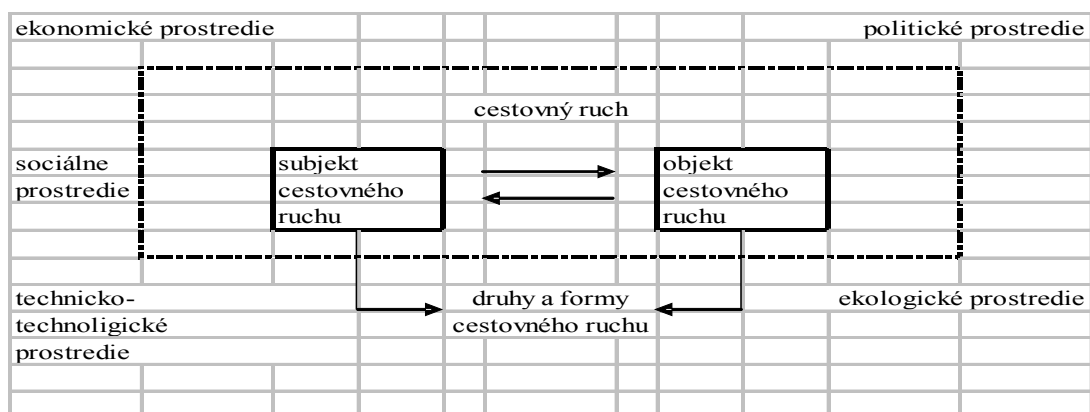 ekonomické prostredie
politické prostredie
cestovný ruch
sociálne
prostredie
subjekt
cestovného
ruchu
objekt
cestovného
ruchu
technicko-
technoligické
prostredie
druhy a formy
cestovného ruchu
ekologické prostredie